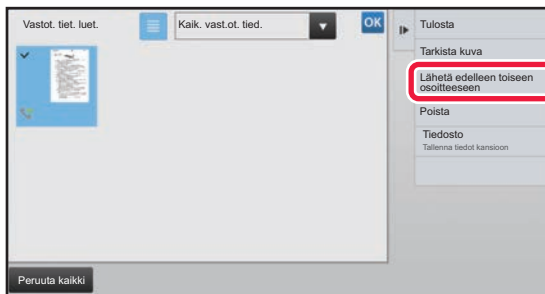 Vastot. tiet. luet.
Kaik. vast.ot. tied.
OK
Tulosta
Tarkista kuva
Lähetä edelleen toiseen
osoitteeseen
Poista
Tiedosto
Tallenna tiedot kansioon
Peruuta kaikki